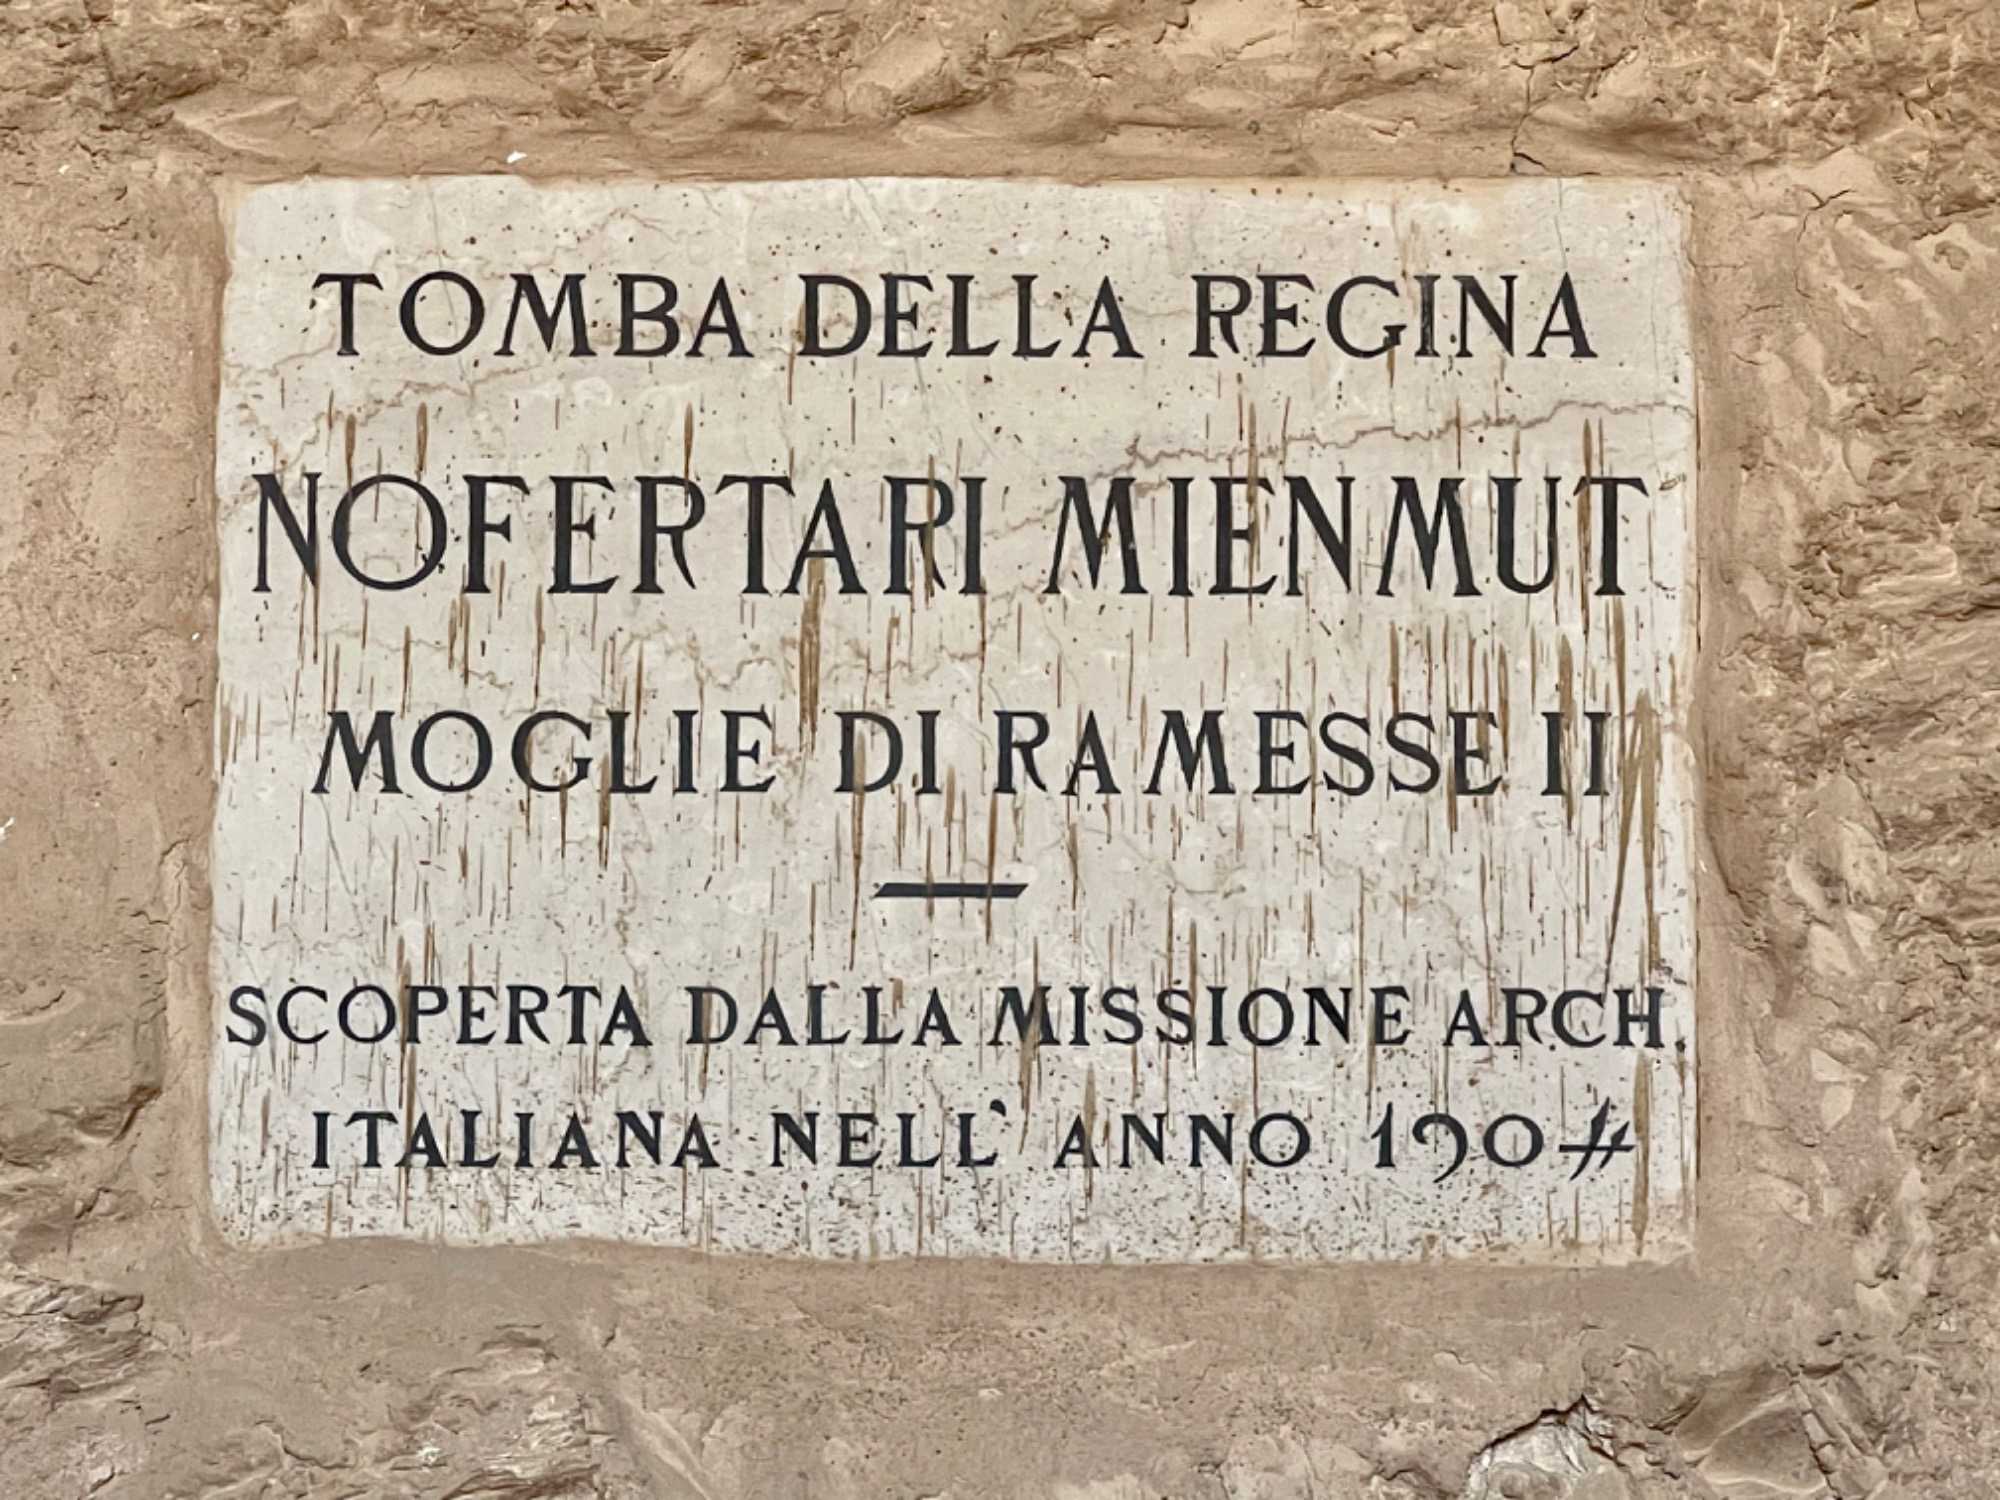 TOMBA DELLA REGINA
NOFERTARI MIENMUT
MOGLIE DI RAMESSE II
—
SCOPERTA DALLA MISSIONE ARCH.
ITALIANA NELL' ANNO 1904